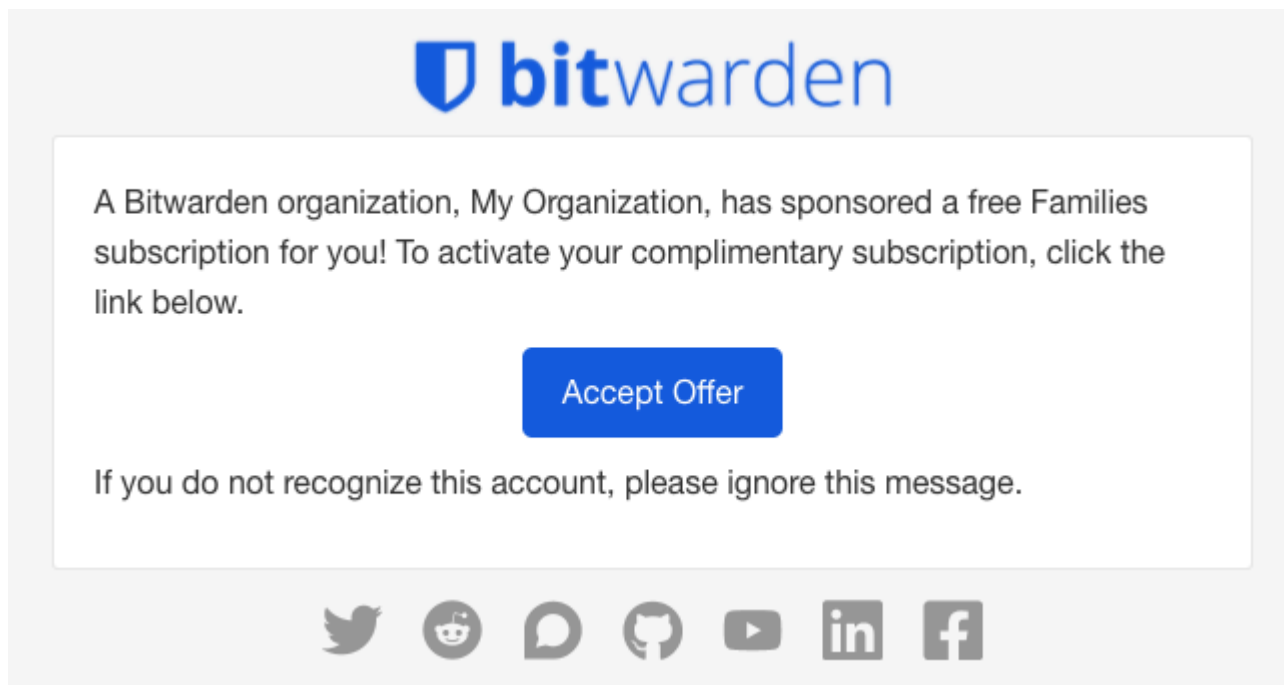 bitwarden
A Bitwarden organization, My Organization, has sponsored a free Families
subscription for you! To activate your complimentary subscription, click the
link below.
Accept Offer
If you do not recognize this account, please ignore this message.
in